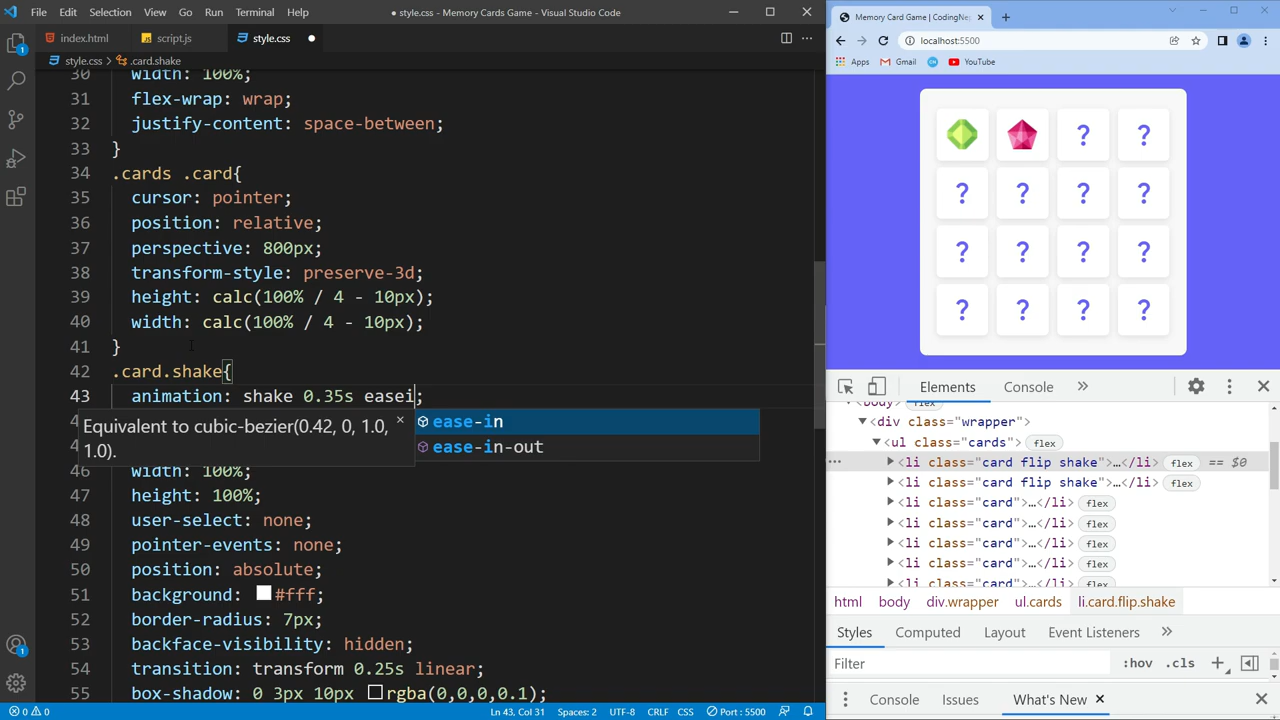 File Edit Selection View Go Run Terminal Help
● style.css - Memory Cards Game - Visual Studio Code
index.html
script.js
style.css ●
style.css > .card.shake
30 width: 100%;
31 flex-wrap: wrap;
32 justify-content: space-between;
33 }
34 .cards .card{
35 cursor: pointer;
36 position: relative;
37 perspective: 800px;
38 transform-style: preserve-3d;
39 height: calc(100% / 4 - 10px);
40 width: calc(100% / 4 - 10px);
41 }
42 .card.shake{
43 animation: shake 0.35s easei;
Equivalent to cubic-bezier(0.42, 0, 1.0,
1.0).
ease-in
ease-in-out
46 width: 100%;
47 height: 100%;
48 user-select: none;
49 pointer-events: none;
50 position: absolute;
51 background: #fff;
52 border-radius: 7px;
53 backface-visibility: hidden;
54 transition: transform 0.25s linear;
55 box-shadow: 0 3px 10px rgba(0,0,0,0.1);
0 0 Ln 43, Col 31 Spaces: 2 UTF-8 CRLF CSS Port : 5500
Memory Card Game | CodingNep
localhost:5500
Apps Gmail YouTube
? ?
? ? ? ?
? ? ? ?
? ? ? ?
Elements Console
body> flex
<div class="wrapper">
<ul class="cards"> flex
<li class="card flip shake">…</li> flex == $0
<li class="card flip shake">…</li> flex
<li class="card">…</li> flex
<li class="card">…</li> flex
<li class="card">…</li> flex
<li class="card">…</li> flex
<li class="card">…</li> flex
html body div.wrapper ul.cards li.card.flip.shake
Styles Computed Layout Event Listeners
Filter :hov .cls
Console Issues What's New